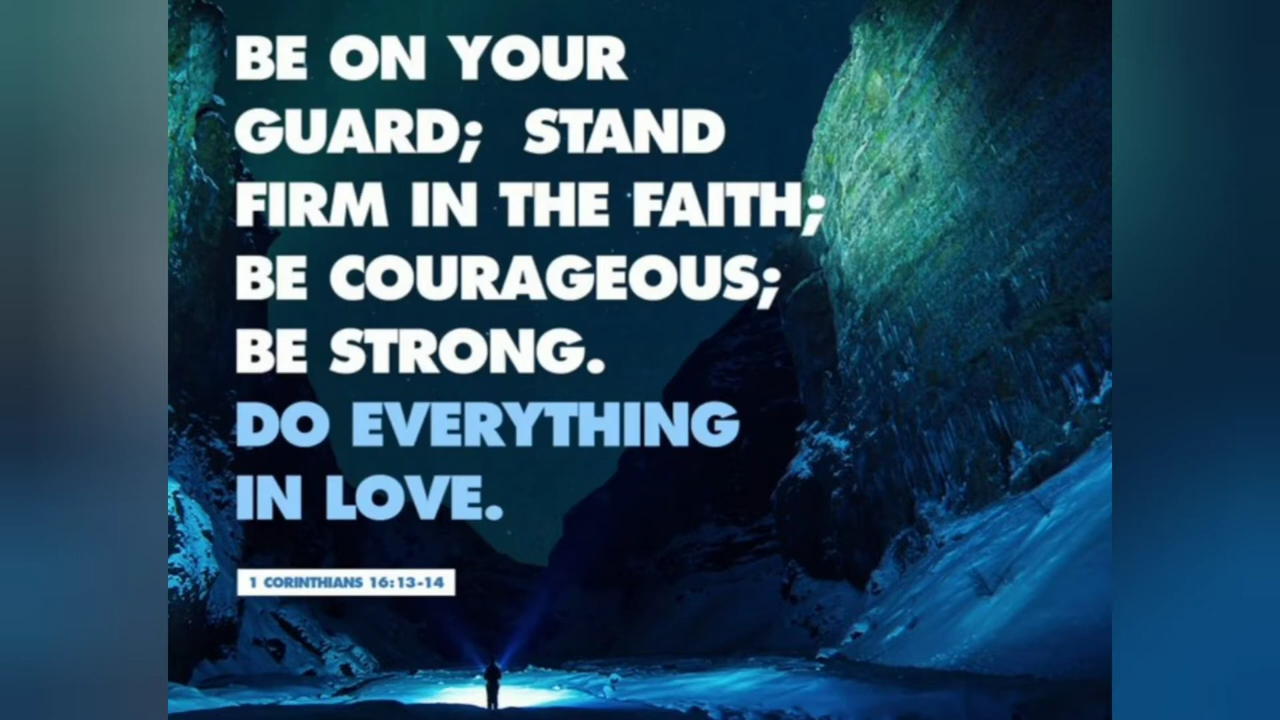 BE ON YOUR
GUARD; STAND
FIRM IN THE FAITH;
BE COURAGEOUS;
BE STRONG.
DO EVERYTHING
IN LOVE.
1 CORINTHIANS 16:13-14